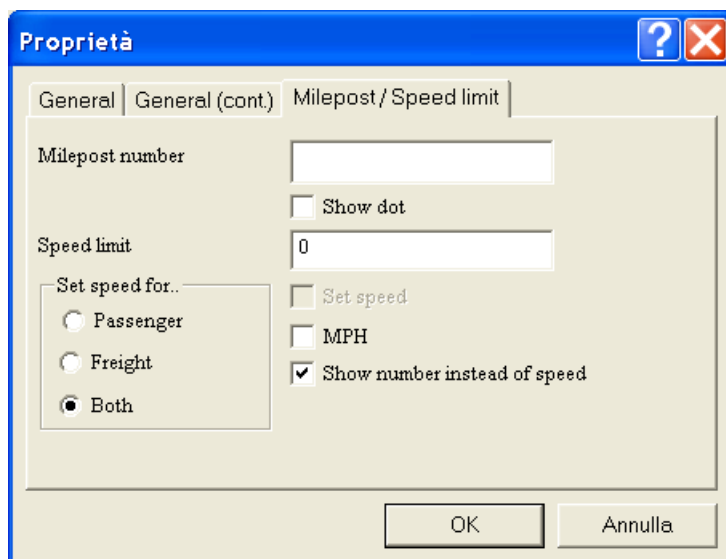 Proprietà
General General (cont.) Milepost / Speed limit
Milepost number
Show dot
Speed limit 0
Set speed for..
Set speed
Passenger
MPH
Freight
Show number instead of speed
Both
OK Annulla